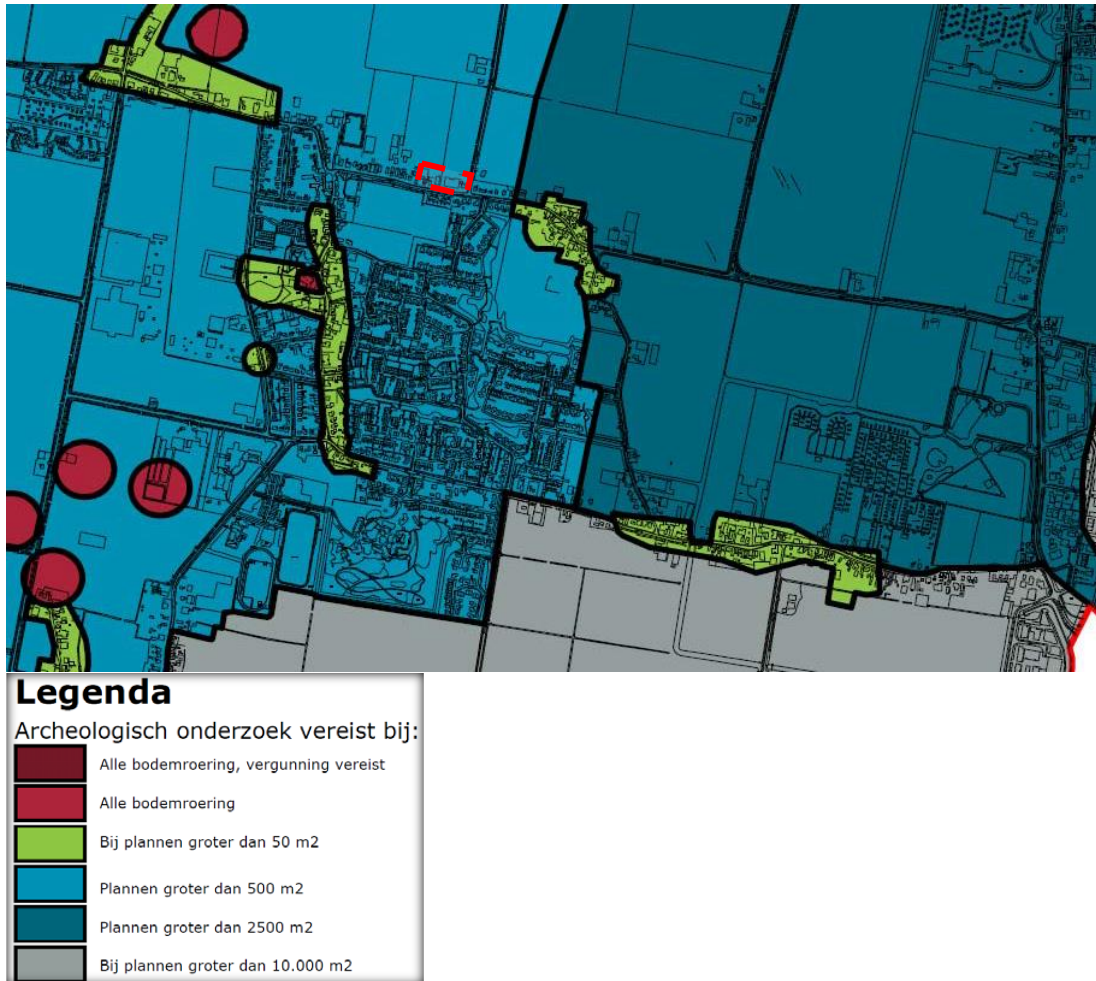 Legenda
Archeologisch onderzoek vereist bij:
Alle bodemroering, vergunning vereist
Alle bodemroering
Bij plannen groter dan 50 m2
Plannen groter dan 500 m2
Plannen groter dan 2500 m2
Bij plannen groter dan 10.000 m2